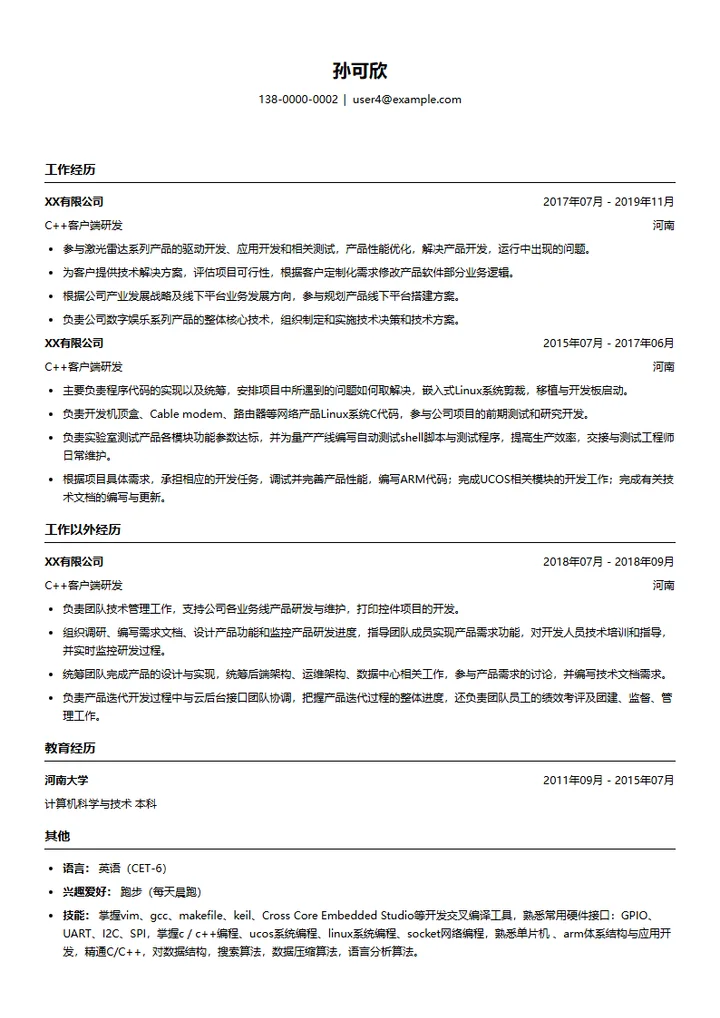 孙可欣
138-0000-0002 | user4@example.com
工作经历
XX有限公司 2017年07月 - 2019年11月
C++客户端研发 河南
• 参与激光雷达系列产品的驱动开发、应用开发和相关测试，产品性能优化，解决产品开发，运行中出现的问题。
• 为客户提供技术解决方案，评估项目可行性，根据客户定制化需求修改产品软件部分业务逻辑。
• 根据公司产业发展战略及线下平台业务发展方向，参与规划产品线下平台搭建方案。
• 负责公司数字娱乐系列产品的整体核心技术，组织制定和实施技术决策和技术方案。
XX有限公司 2015年07月 - 2017年06月
C++客户端研发 河南
• 主要负责程序代码的实现以及统筹，安排项目中所遇到的问题如何取解决，嵌入式Linux系统剪裁，移植与开发板启动。
• 负责开发机顶盒、Cable modem、路由器等网络产品Linux系统C代码，参与公司项目的前期测试和研究开发。
• 负责实验室测试产品各模块功能参数达标，并为量产产线编写自动测试shell脚本与测试程序，提高生产效率，交接与测试工程师
日常维护。
• 根据项目具体需求，承担相应的开发任务，调试并完善产品性能，编写ARM代码；完成UCOS相关模块的开发工作；完成有关技
术文档的编写与更新。
工作以外经历
XX有限公司 2018年07月 - 2018年09月
C++客户端研发 河南
• 负责团队技术管理工作，支持公司各业务线产品研发与维护，打印控件项目的开发。
• 组织调研、编写需求文档、设计产品功能和监控产品研发进度，指导团队成员实现产品需求功能，对开发人员技术培训和指导，
并实时监控研发过程。
• 统筹团队完成产品的设计与实现，统筹后端架构、运维架构、数据中心相关工作，参与产品需求的讨论，并编写技术文档需求。
• 负责产品迭代开发过程中与云后台接口团队协调，把握产品迭代过程的整体进度，还负责团队员工的绩效考评及团建、监督、管
理工作。
教育经历
河南大学 2011年09月 - 2015年07月
计算机科学与技术 本科
其他
• 语言： 英语（CET-6）
• 兴趣爱好： 跑步（每天晨跑）
• 技能： 掌握vim、gcc、makefile、keil、Cross Core Embedded Studio等开发交叉编译工具，熟悉常用硬件接口：GPIO、
UART、I2C、SPI，掌握c / c++编程、ucos系统编程、linux系统编程、socket网络编程，熟悉单片机 、arm体系结构与应用开
发，精通C/C++，对数据结构，搜索算法，数据压缩算法，语言分析算法。